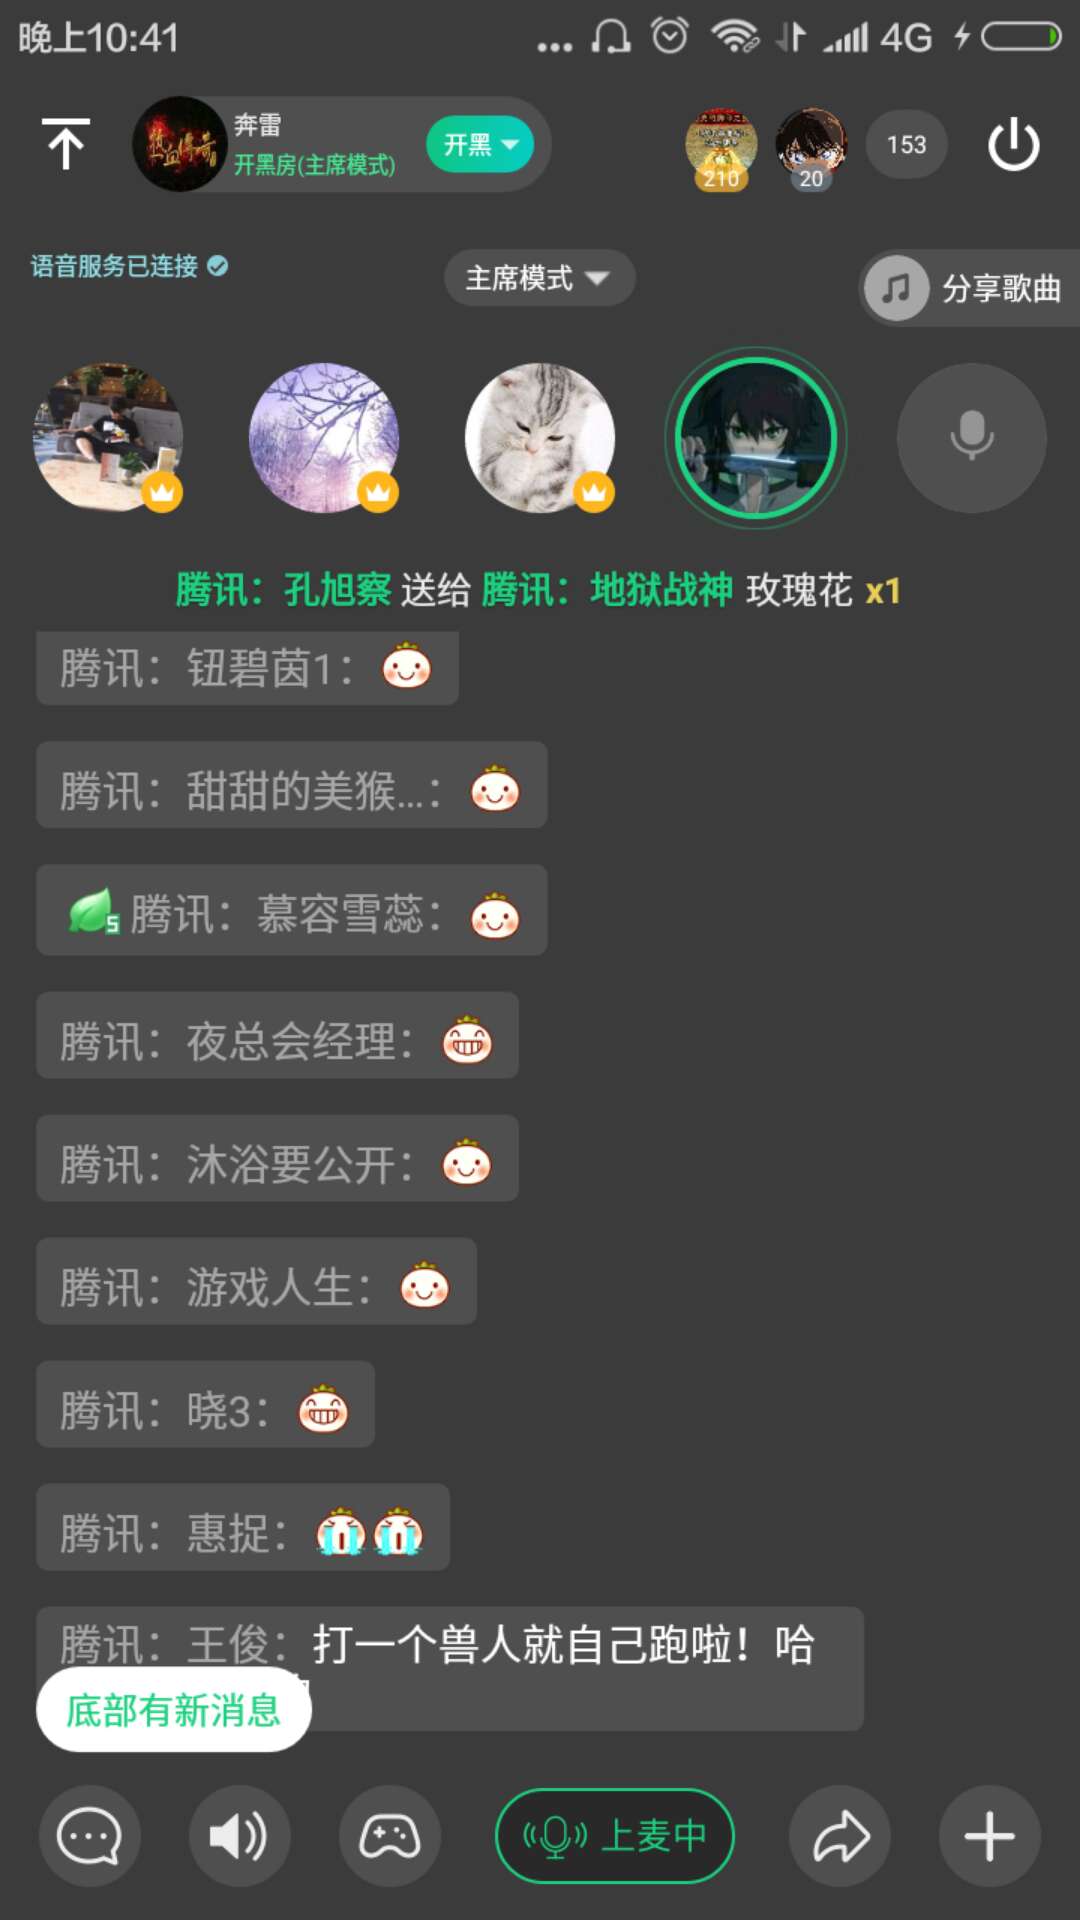 晚上10:41
4G
奔雷
开黑房(主席模式)
开黑
210
20
153
语音服务已连接
主席模式
分享歌曲
腾讯：孔旭察 送给 腾讯：地狱战神 玫瑰花 x1
腾讯：钮碧茵1：
腾讯：甜甜的美猴...：
5
腾讯：慕容雪蕊：
腾讯：夜总会经理：
腾讯：沐浴要公开：
腾讯：游戏人生：
腾讯：晓3：
腾讯：惠捉：
腾讯：王俊：打一个兽人就自己跑啦！哈
底部有新消息
上麦中